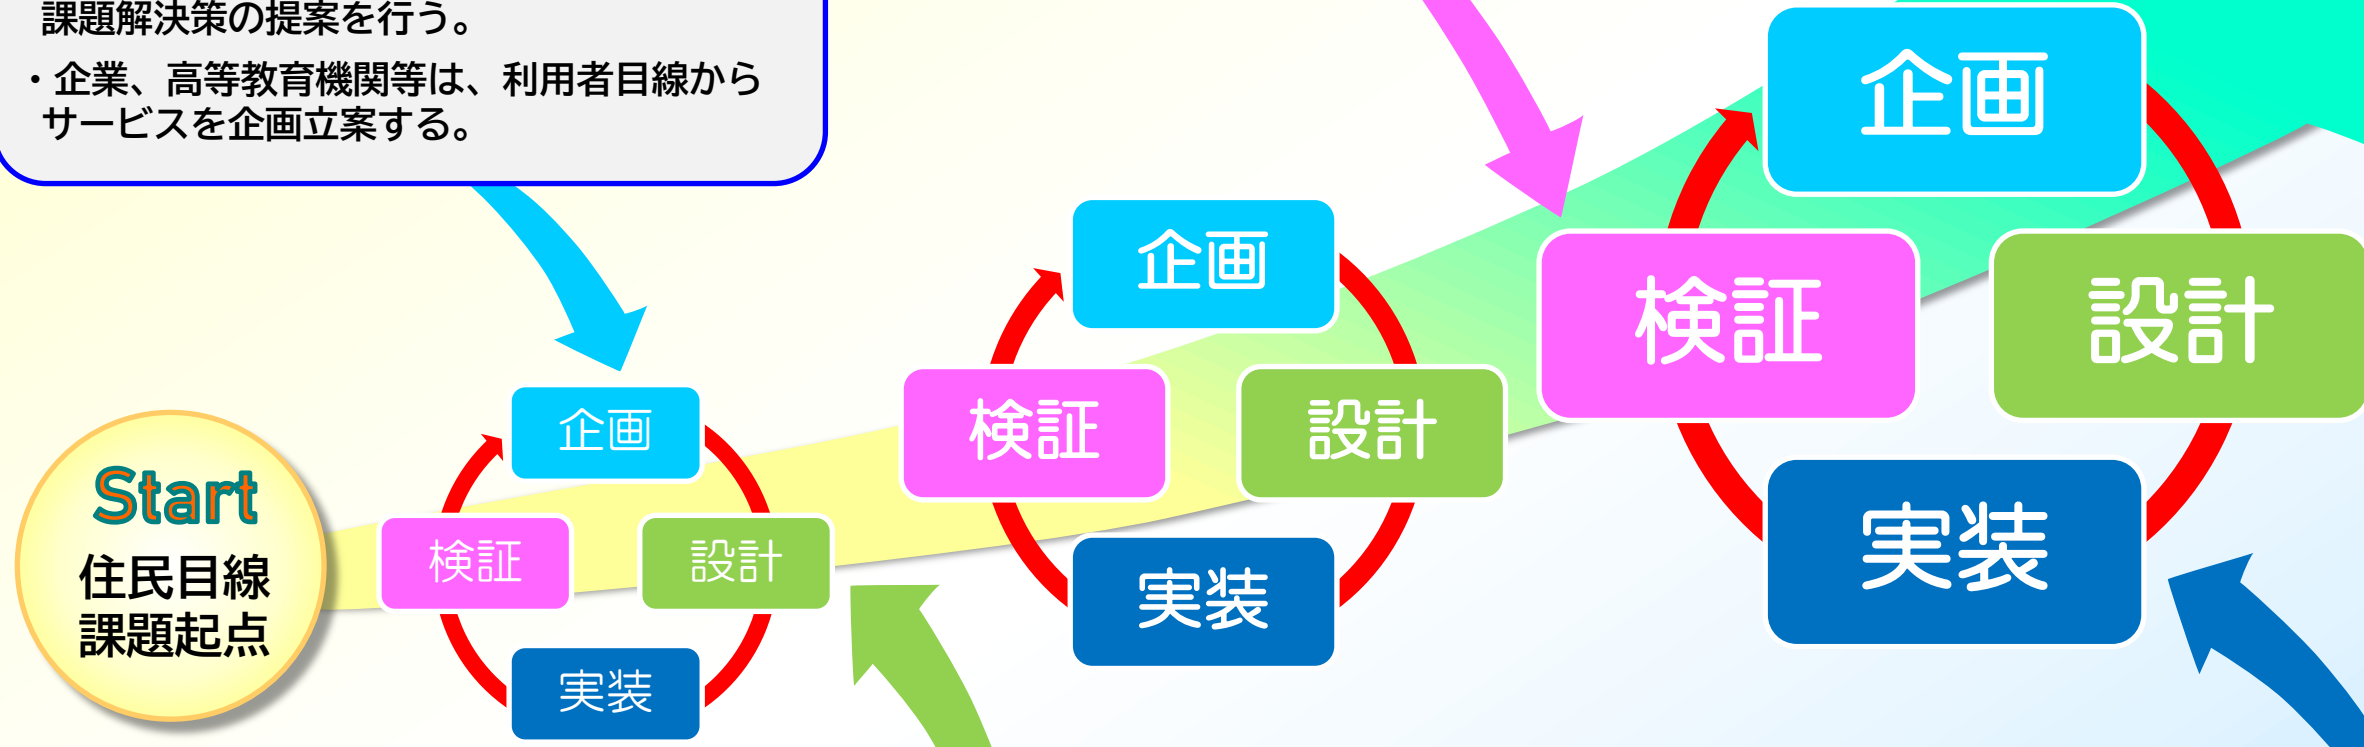 課題解決策の提案を行う。
・企業、高等教育機関等は、利用者目線から
サービスを企画立案する。
Start
住民目線
課題起点
企画
検証
設計
実装
企画
検証
設計
実装
企画
検証
設計
実装